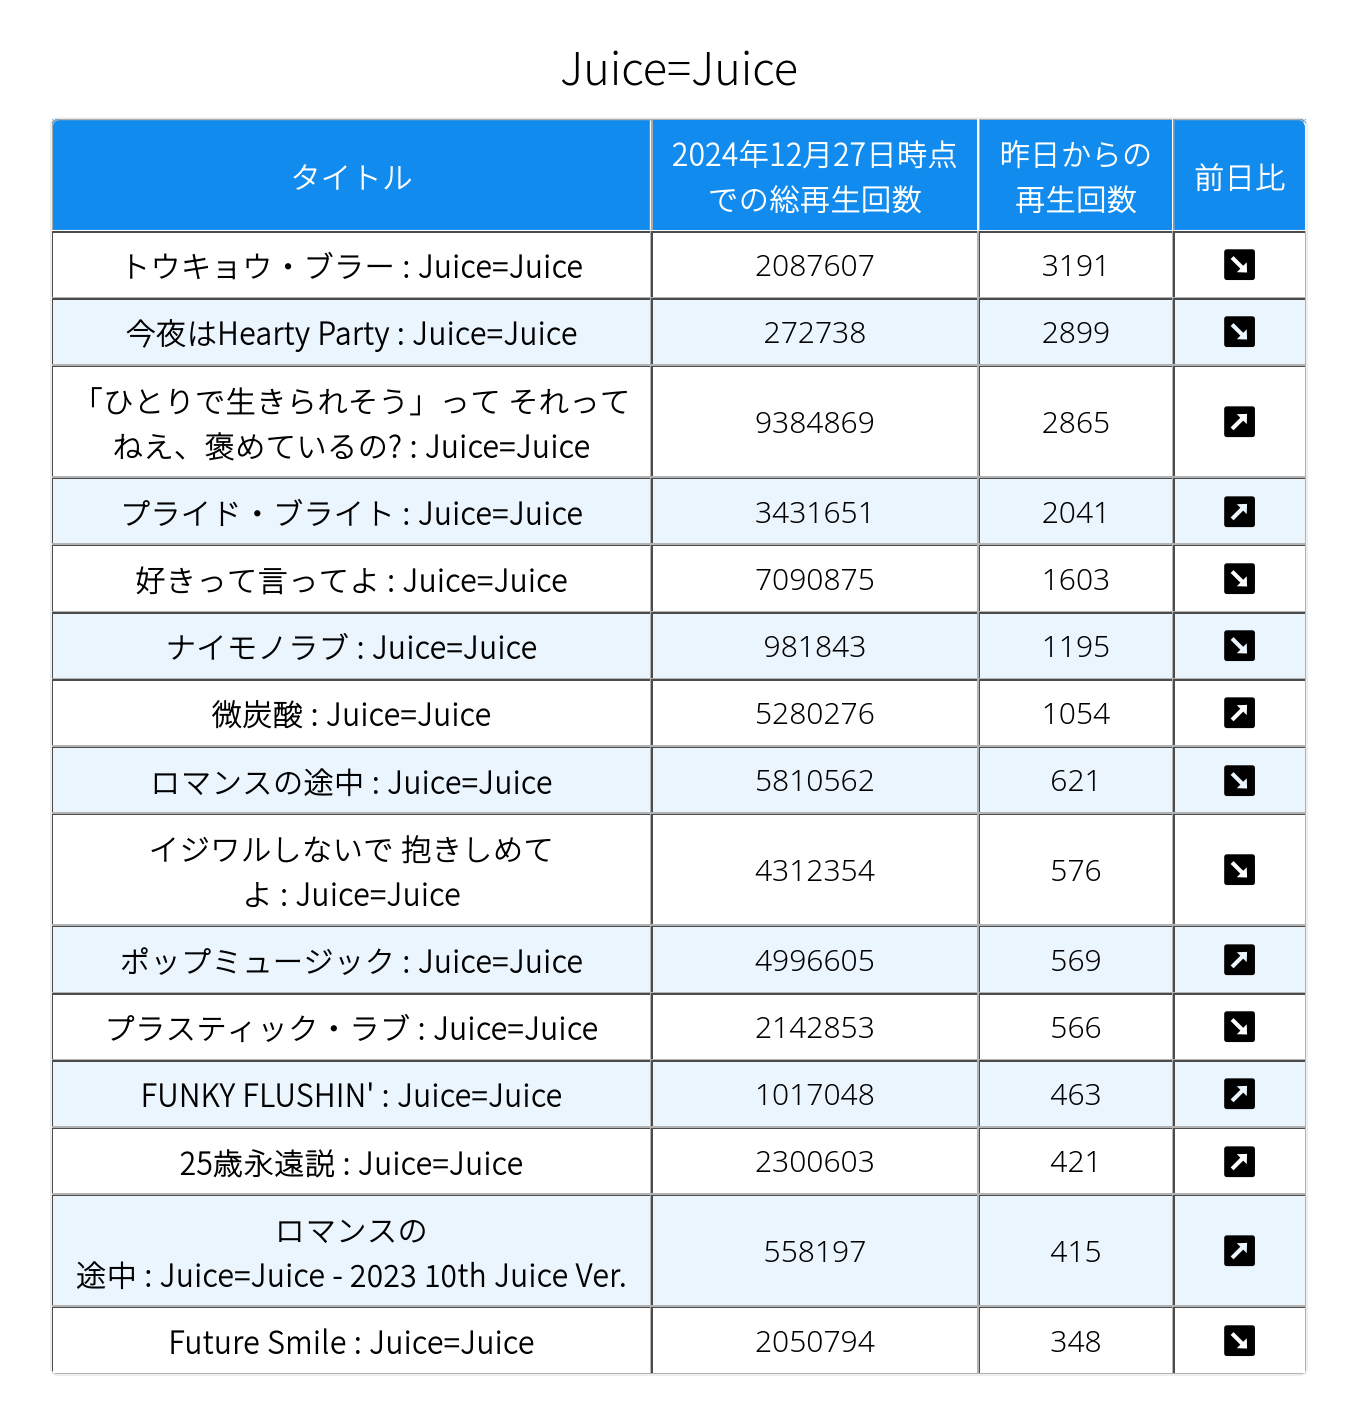 Juice=Juice
タイトル
2024年12月27日時点
での総再生回数
昨日からの
再生回数
前日比
トウキョウ・ブラー : Juice=Juice
2087607
3191
今夜はHearty Party : Juice=Juice
272738
2899
「ひとりで生きられそう」って それって
ねえ、褒めているの? : Juice=Juice
9384869
2865
プライド・ブライト : Juice=Juice
3431651
2041
好きって言ってよ : Juice=Juice
7090875
1603
ナイモノラブ : Juice=Juice
981843
1195
微炭酸 : Juice=Juice
5280276
1054
ロマンスの途中 : Juice=Juice
5810562
621
イジワルしないで 抱きしめて
よ : Juice=Juice
4312354
576
ポップミュージック : Juice=Juice
4996605
569
プラスティック・ラブ : Juice=Juice
2142853
566
FUNKY FLUSHIN' : Juice=Juice
1017048
463
25歳永遠説 : Juice=Juice
2300603
421
ロマンスの
途中 : Juice=Juice - 2023 10th Juice Ver.
558197
415
Future Smile : Juice=Juice
2050794
348